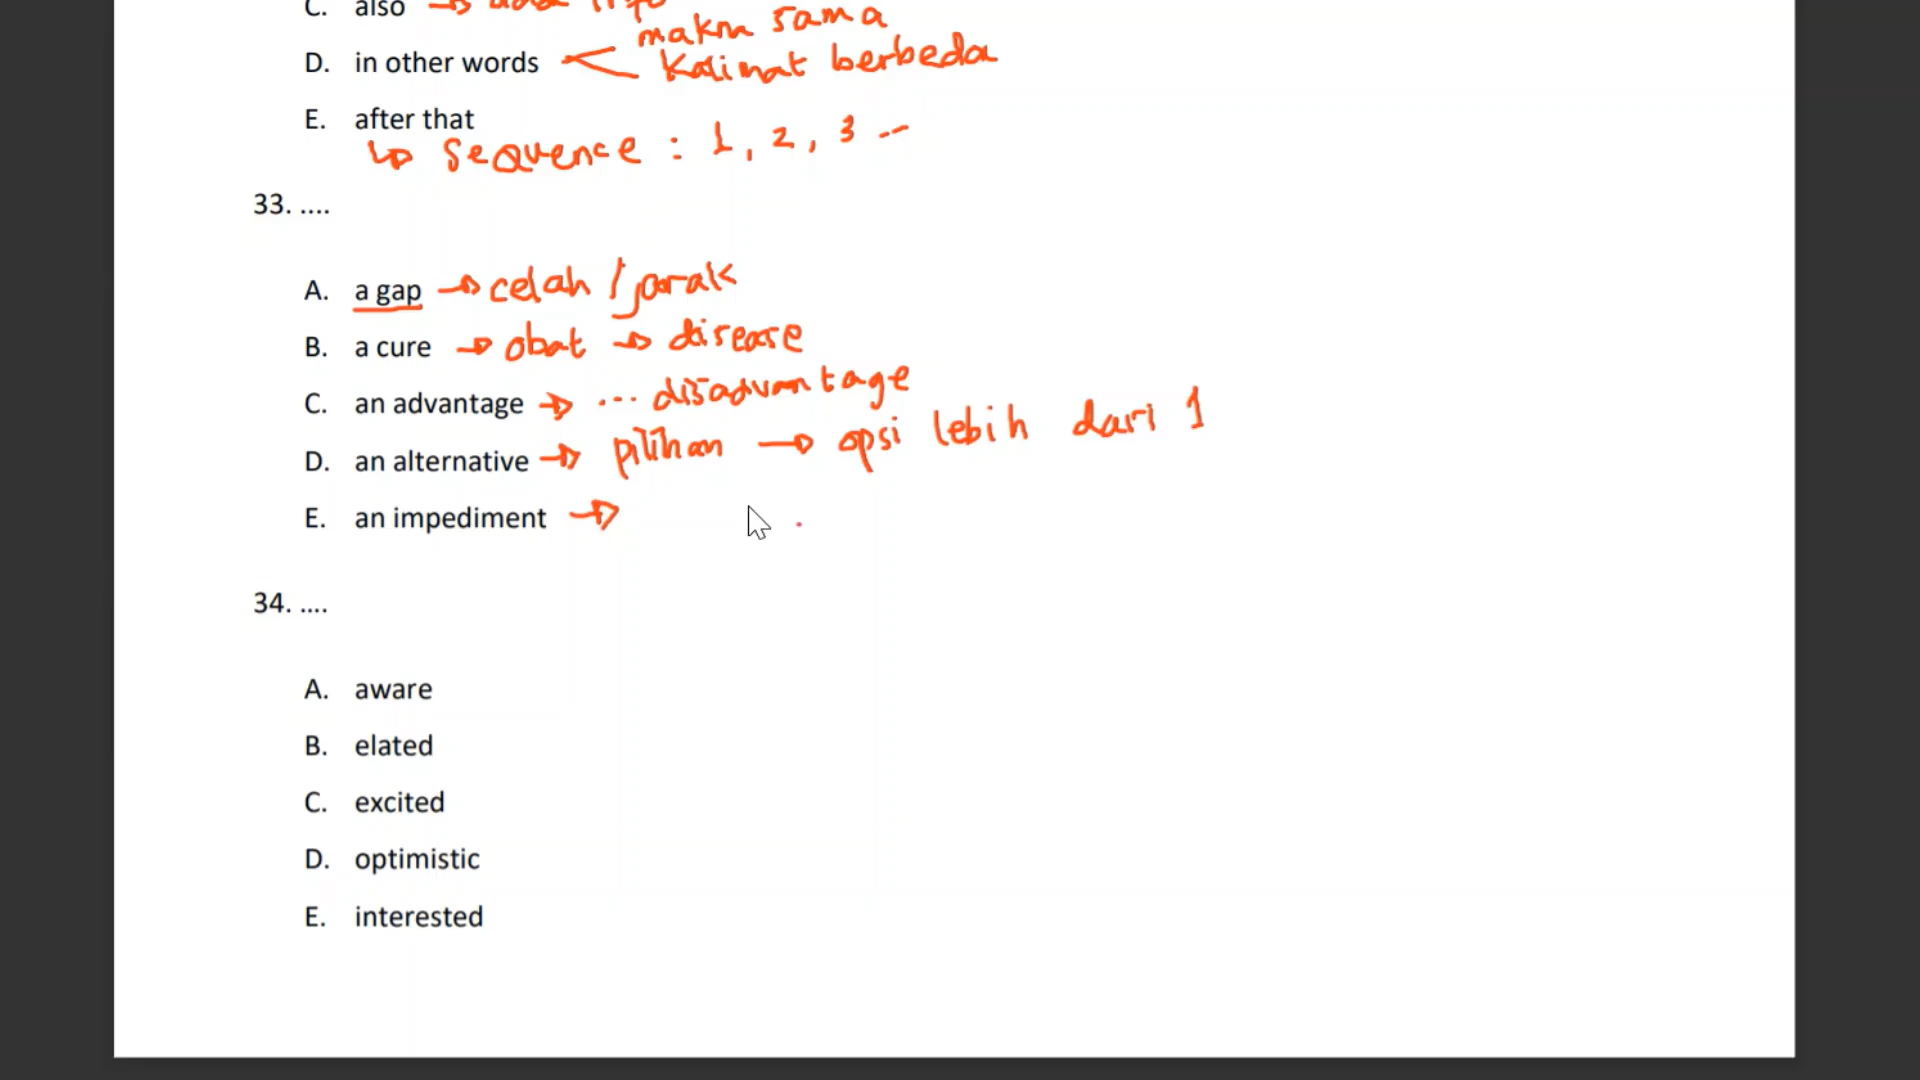 C. also →
makna sama
D. in other words < kalimat berbeda
E. after that
↳ Sequence : 1, 2, 3 --
33. ....
A. a gap → celah / jarak
B. a cure → obat → disease
C. an advantage → ... disadvantage
D. an alternative → pilihan → opsi lebih dari 1
E. an impediment →
34. ....
A. aware
B. elated
C. excited
D. optimistic
E. interested